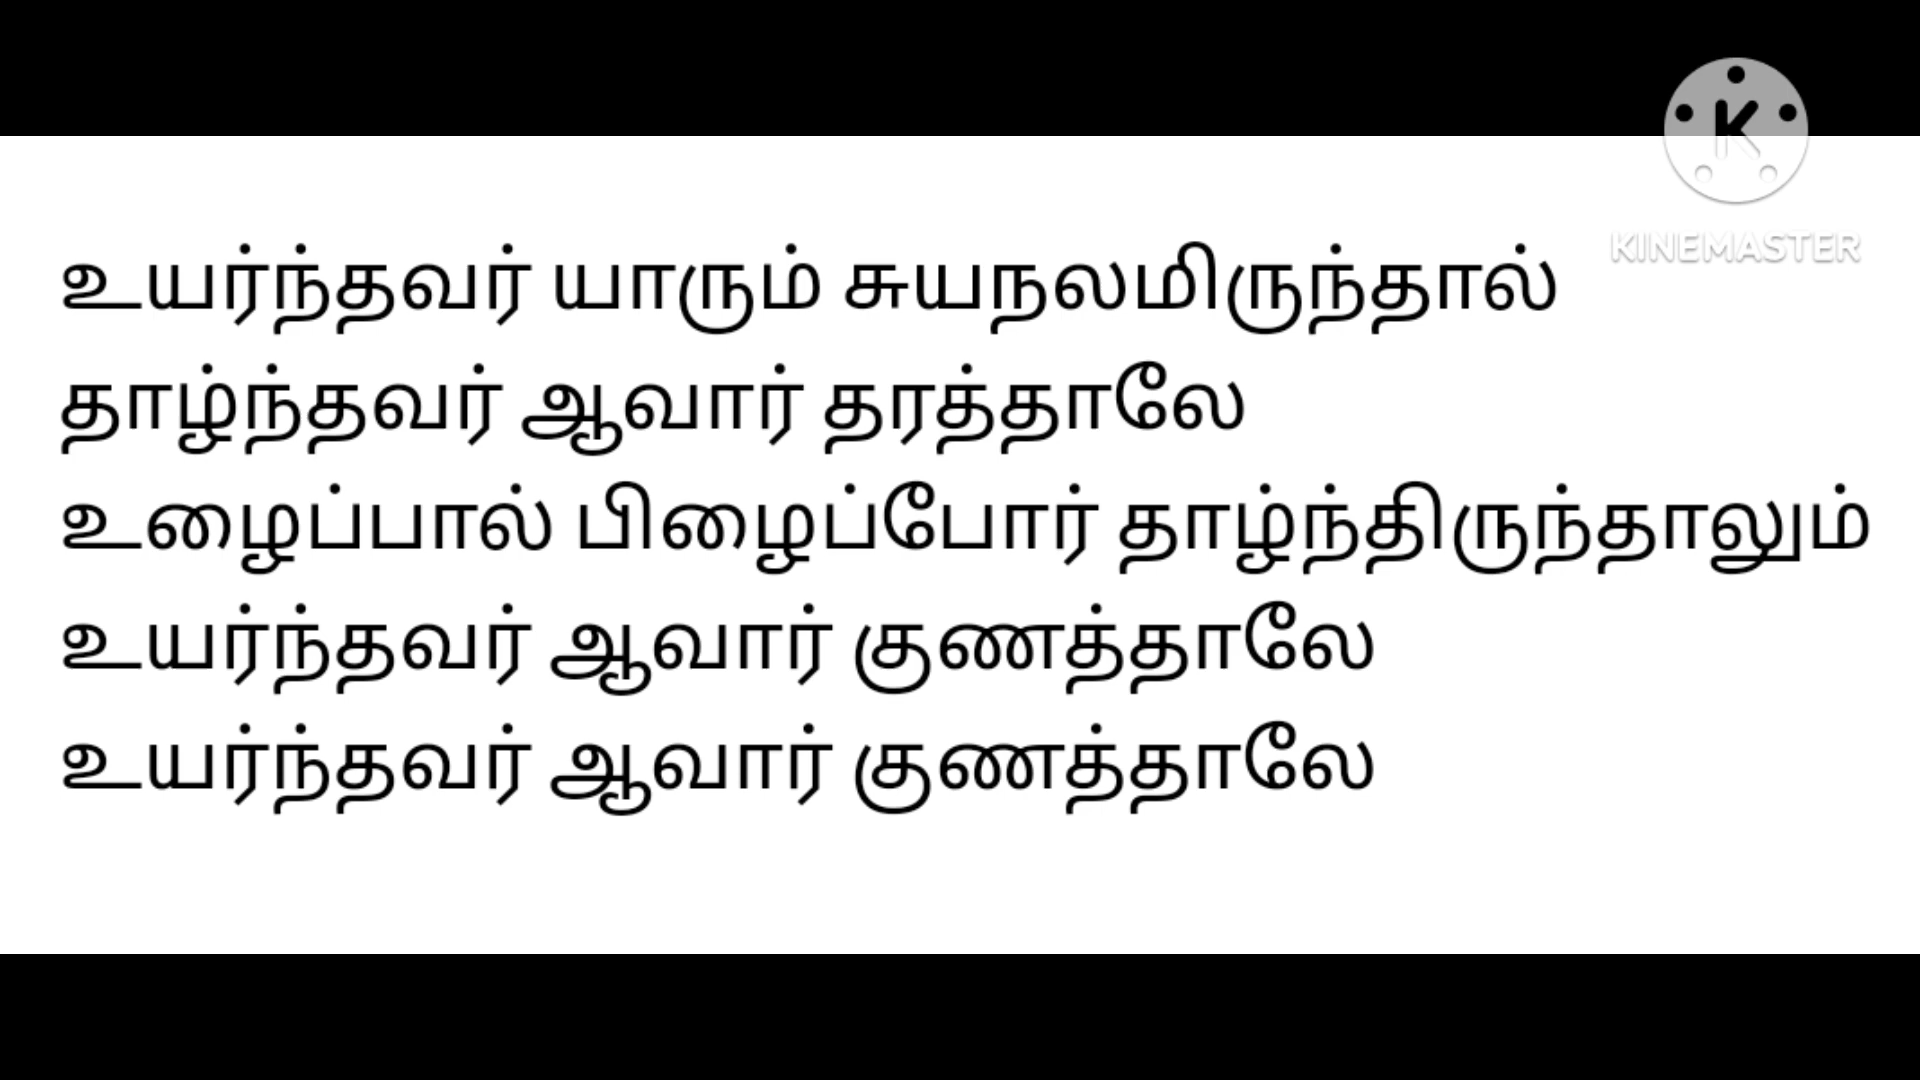 KINEMASTER
உயர்ந்தவர் யாரும் சுயநலமிருந்தால்
தாழ்ந்தவர் ஆவார் தரத்தாலே
உழைப்பால் பிழைப்போர் தாழ்ந்திருந்தாலும்
உயர்ந்தவர் ஆவார் குணத்தாலே
உயர்ந்தவர் ஆவார் குணத்தாலே